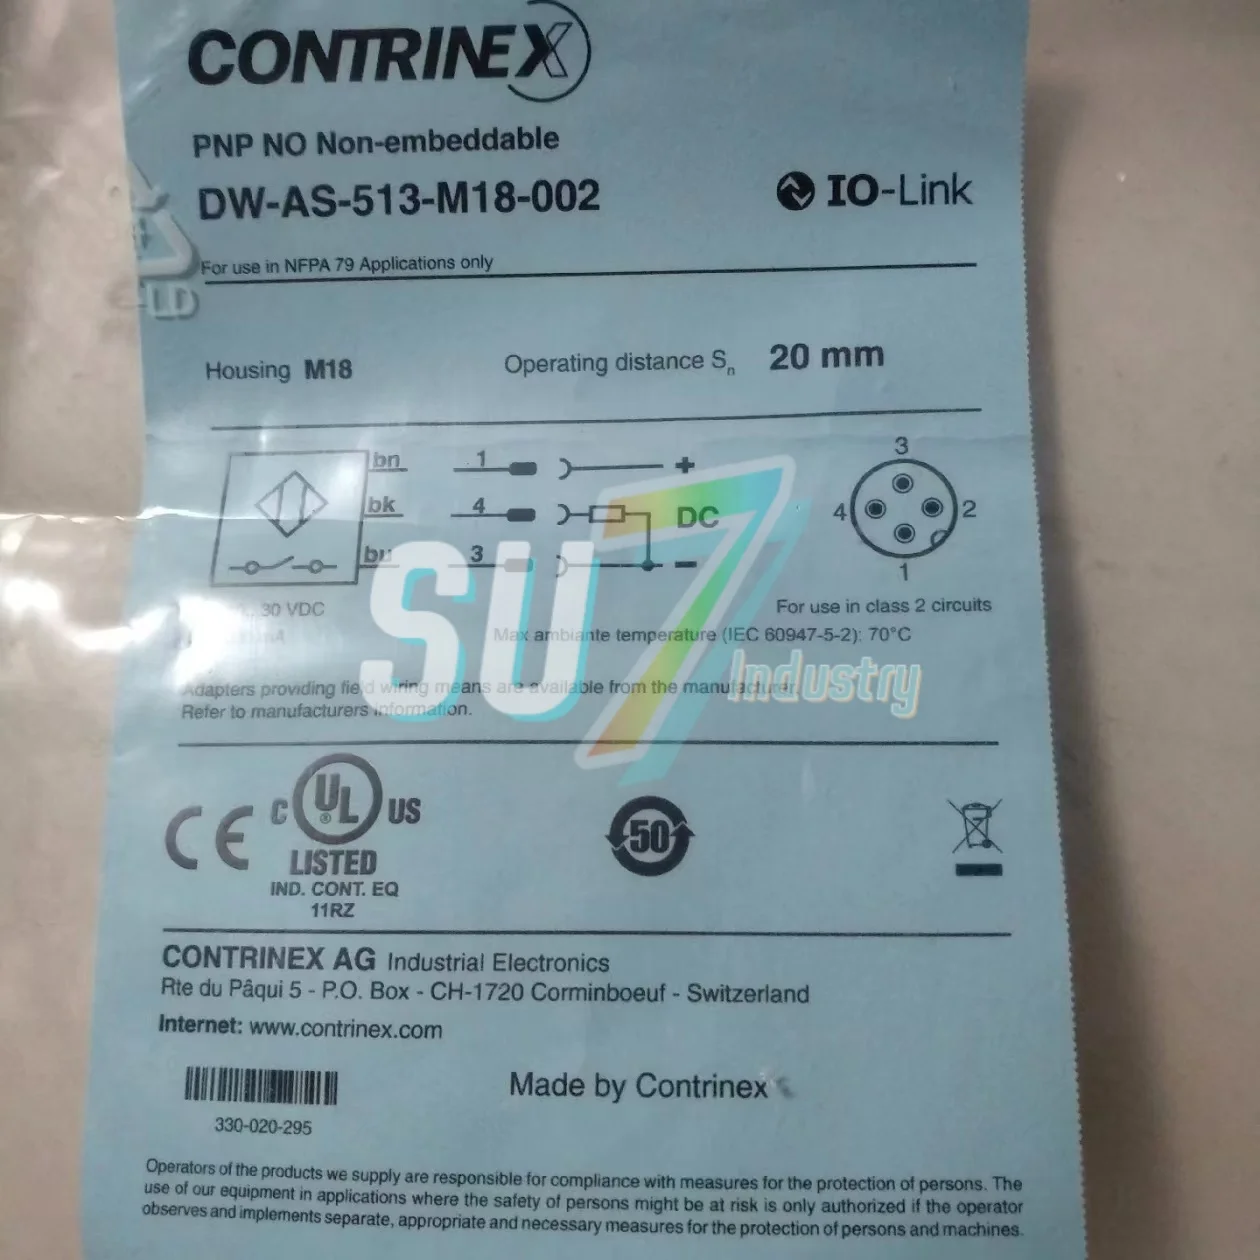 CONTRINEX
PNP NO Non-embeddable
DW-AS-513-M18-002
IO-Link
For use in NFPA 79 Applications only
Housing M18
Operating distance Sn 20 mm
bn 1 +
bk 4 DC
bu 3 -
3
4 2
1
30 VDC
For use in class 2 circuits
Max ambiante temperature (IEC 60947-5-2): 70°C
SU7
Industry
Adapters providing field wiring means are available from the manufacturer.
Refer to manufacturers information.
CE
C UL US
®
LISTED
IND. CONT. EQ
11RZ
50
CONTRINEX AG Industrial Electronics
Rte du Pâqui 5 - P.O. Box - CH-1720 Corminboeuf - Switzerland
Internet: www.contrinex.com
Made by Contrinex
330-020-295
Operators of the products we supply are responsible for compliance with measures for the protection of persons. The
use of our equipment in applications where the safety of persons might be at risk is only authorized if the operator
observes and implements separate, appropriate and necessary measures for the protection of persons and machines.